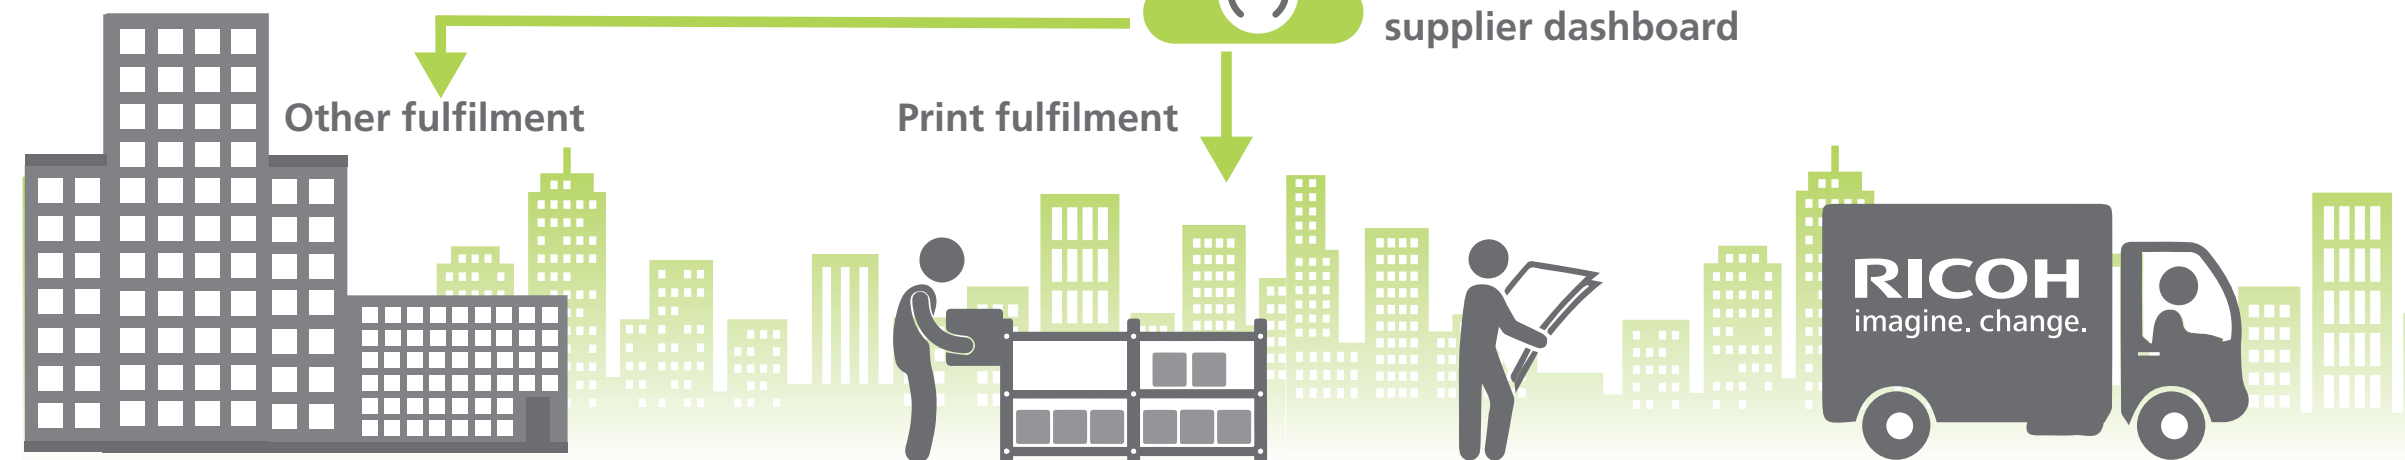 supplier dashboard
Other fulfilment
Print fulfilment
RICOH
imagine. change.